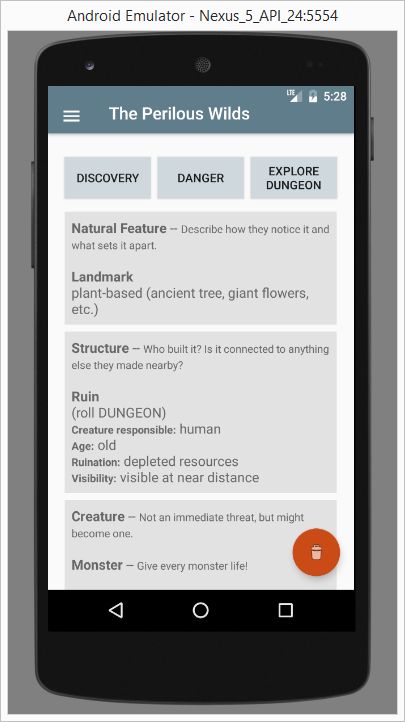 Android Emulator - Nexus_5_API_24:5554
LTE 5:28
The Perilous Wilds
DISCOVERY
DANGER
EXPLORE
DUNGEON
Natural Feature — Describe how they notice it and
what sets it apart.
Landmark
plant-based (ancient tree, giant flowers,
etc.)
Structure — Who built it? Is it connected to anything
else they made nearby?
Ruin
(roll DUNGEON)
Creature responsible: human
Age: old
Ruination: depleted resources
Visibility: visible at near distance
Creature — Not an immediate threat, but might
become one.
Monster — Give every monster life!